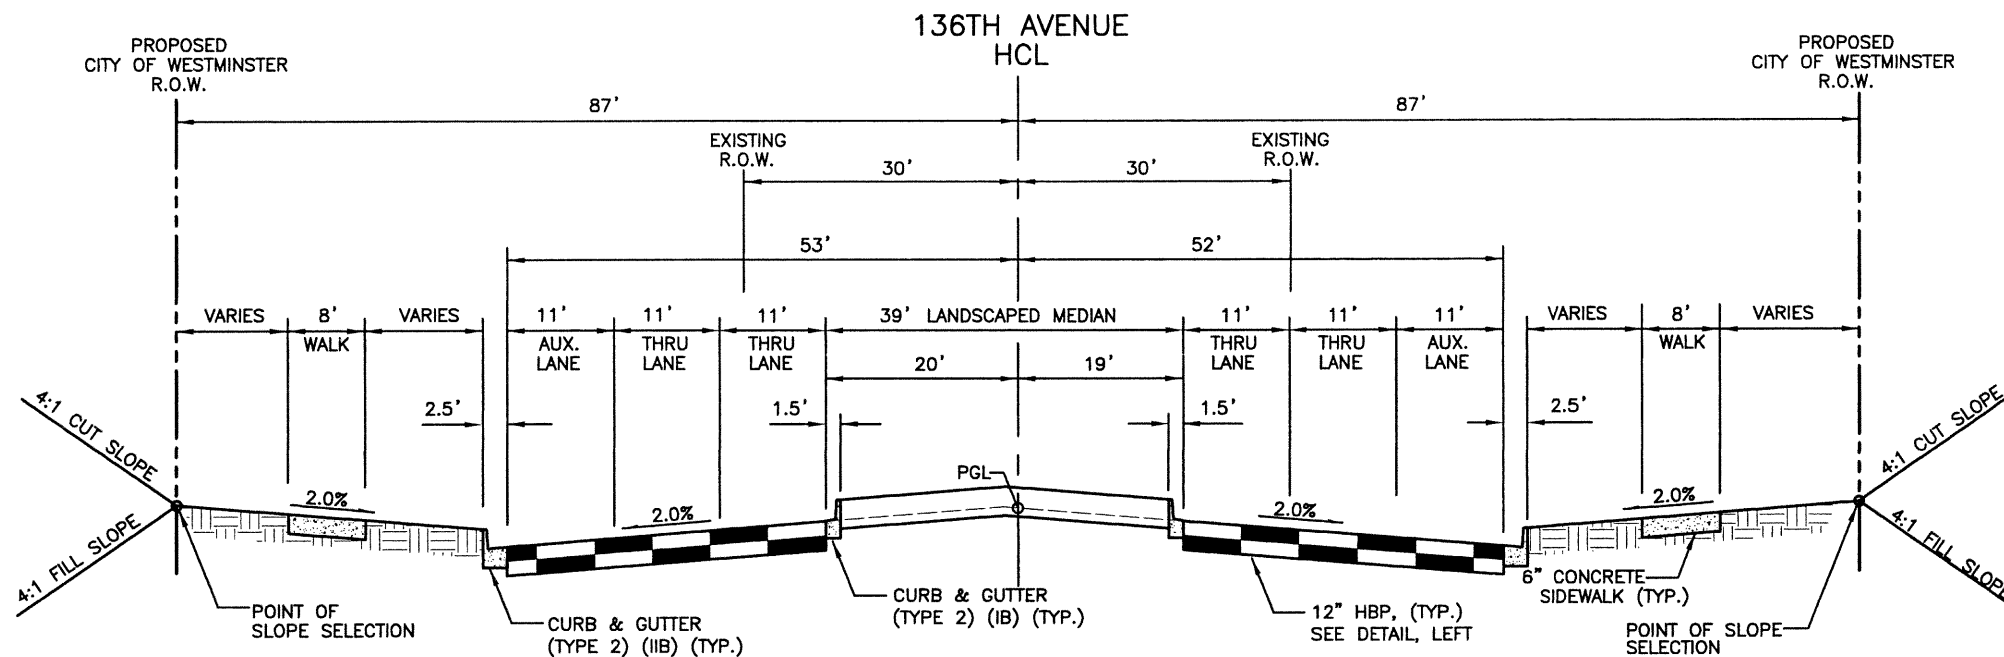 136TH AVENUE
HCL
PROPOSED
CITY OF WESTMINSTER
R.O.W.
PROPOSED
CITY OF WESTMINSTER
R.O.W.
87'
87'
EXISTING
R.O.W.
EXISTING
R.O.W.
30'
30'
53'
52'
VARIES
8'
WALK
VARIES
11'
AUX.
LANE
11'
THRU
LANE
11'
THRU
LANE
39' LANDSCAPED MEDIAN
11'
THRU
LANE
11'
THRU
LANE
11'
AUX.
LANE
VARIES
8'
WALK
VARIES
20'
19'
2.5'
1.5'
1.5'
2.5'
4:1 CUT SLOPE
4:1 FILL SLOPE
2.0%
2.0%
PGL
2.0%
2.0%
4:1 CUT SLOPE
4:1 FILL SLOPE
POINT OF
SLOPE SELECTION
CURB & GUTTER
(TYPE 2) (IIB) (TYP.)
CURB & GUTTER
(TYPE 2) (IB) (TYP.)
12" HBP, (TYP.)
SEE DETAIL, LEFT
6" CONCRETE
SIDEWALK (TYP.)
POINT OF SLOPE
SELECTION